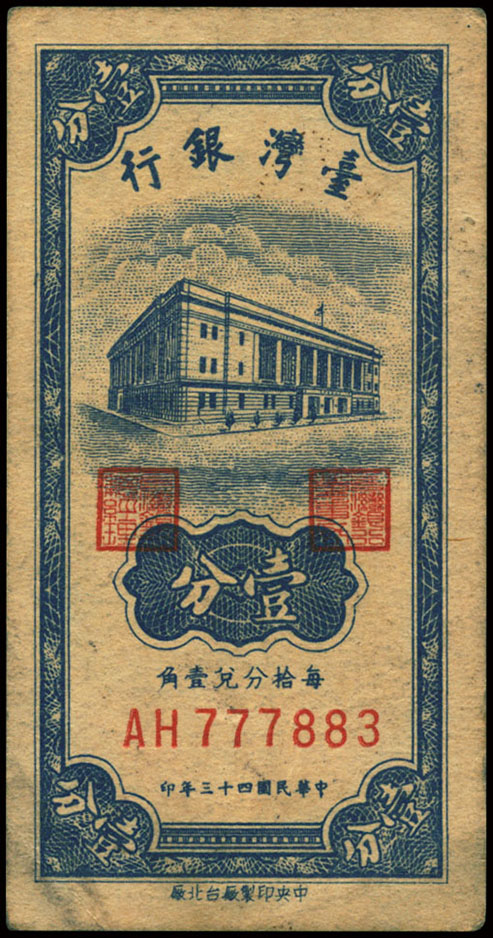 壹分
壹分
臺灣銀行
壹分
每拾分兌壹角
AH777883
中華民國四十三年印
壹分
壹分
中央印製廠台北廠